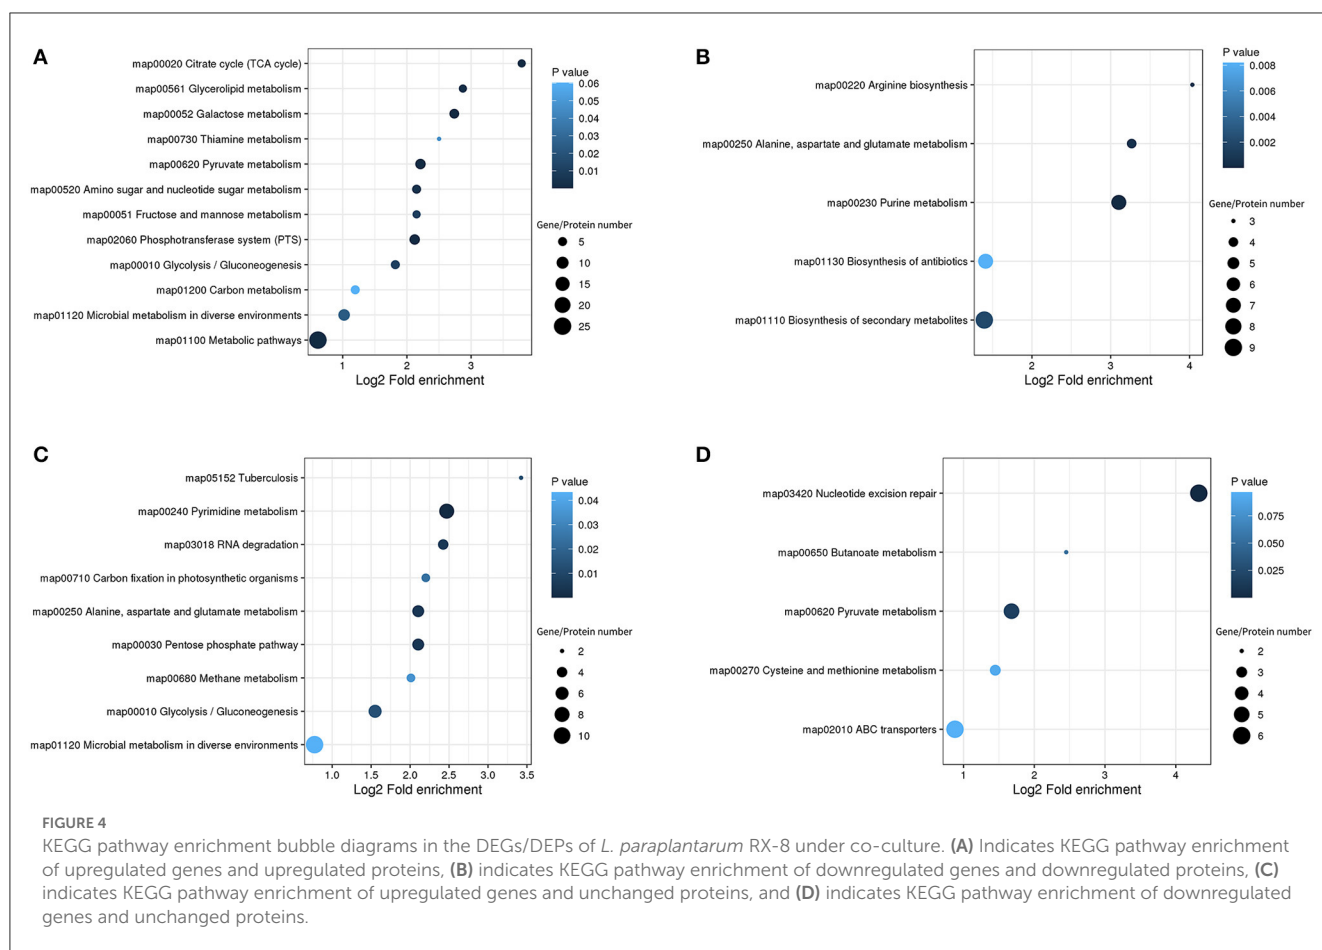 A
map00020 Citrate cycle (TCA cycle)
map00561 Glycerolipid metabolism
map00052 Galactose metabolism
map00730 Thiamine metabolism
map00620 Pyruvate metabolism
map00520 Amino sugar and nucleotide sugar metabolism
map00051 Fructose and mannose metabolism
map02060 Phosphotransferase system (PTS)
map00010 Glycolysis / Gluconeogenesis
map01200 Carbon metabolism
map01120 Microbial metabolism in diverse environments
map01100 Metabolic pathways
1 2 3
Log2 Fold enrichment
P value
0.06
0.05
0.04
0.03
0.02
0.01
Gene/Protein number
5
10
15
20
25
B
map00220 Arginine biosynthesis
map00250 Alanine, aspartate and glutamate metabolism
map00230 Purine metabolism
map01130 Biosynthesis of antibiotics
map01110 Biosynthesis of secondary metabolites
2 3 4
Log2 Fold enrichment
P value
0.008
0.006
0.004
0.002
Gene/Protein number
3
4
5
6
7
8
9
C
map05152 Tuberculosis
map00240 Pyrimidine metabolism
map03018 RNA degradation
map00710 Carbon fixation in photosynthetic organisms
map00250 Alanine, aspartate and glutamate metabolism
map00030 Pentose phosphate pathway
map00680 Methane metabolism
map00010 Glycolysis / Gluconeogenesis
map01120 Microbial metabolism in diverse environments
1.0 1.5 2.0 2.5 3.0 3.5
Log2 Fold enrichment
P value
0.04
0.03
0.02
0.01
Gene/Protein number
2
4
6
8
10
D
map03420 Nucleotide excision repair
map00650 Butanoate metabolism
map00620 Pyruvate metabolism
map00270 Cysteine and methionine metabolism
map02010 ABC transporters
1 2 3 4
Log2 Fold enrichment
P value
0.075
0.050
0.025
Gene/Protein number
2
3
4
5
6
FIGURE 4
KEGG pathway enrichment bubble diagrams in the DEGs/DEPs of L. paraplantarum RX-8 under co-culture. (A) Indicates KEGG pathway enrichment
of upregulated genes and upregulated proteins, (B) indicates KEGG pathway enrichment of downregulated genes and downregulated proteins, (C)
indicates KEGG pathway enrichment of upregulated genes and unchanged proteins, and (D) indicates KEGG pathway enrichment of downregulated
genes and unchanged proteins.